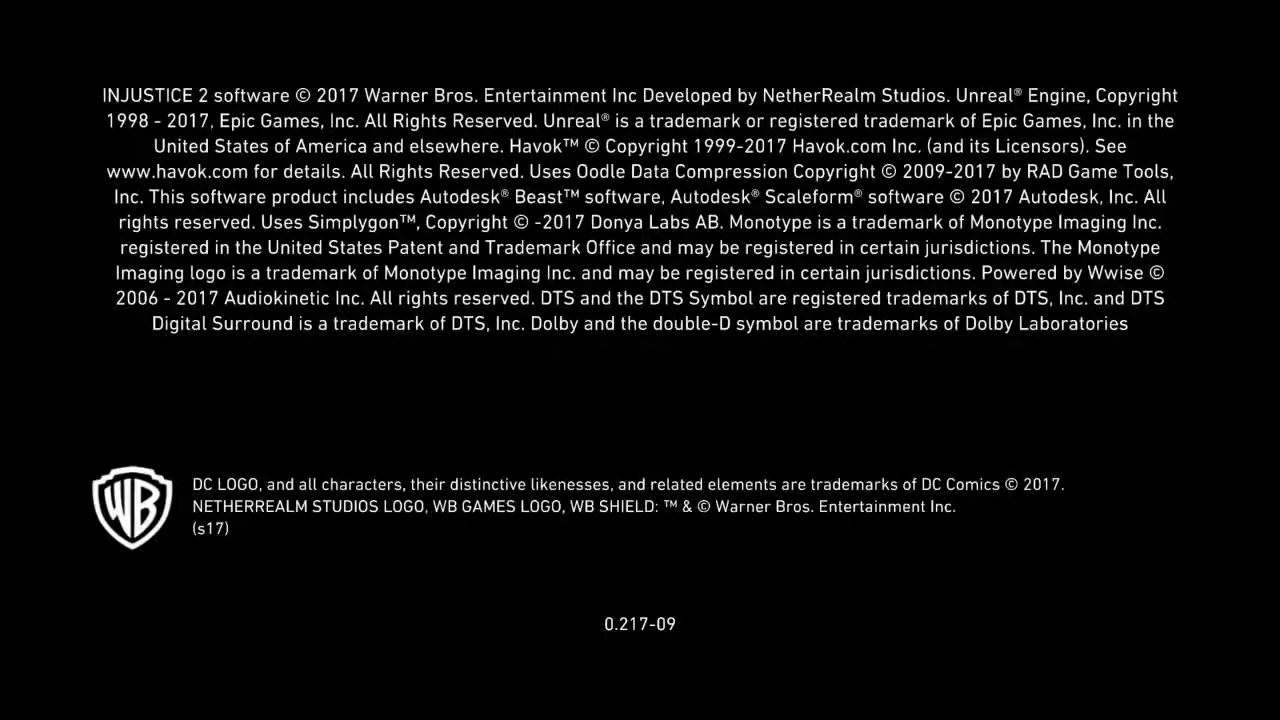 INJUSTICE 2 software © 2017 Warner Bros. Entertainment Inc Developed by NetherRealm Studios. Unreal® Engine, Copyright
1998 - 2017, Epic Games, Inc. All Rights Reserved. Unreal® is a trademark or registered trademark of Epic Games, Inc. in the
United States of America and elsewhere. Havok™ © Copyright 1999-2017 Havok.com Inc. (and its Licensors). See
www.havok.com for details. All Rights Reserved. Uses Oodle Data Compression Copyright © 2009-2017 by RAD Game Tools,
Inc. This software product includes Autodesk® Beast™ software, Autodesk® Scaleform® software © 2017 Autodesk, Inc. All
rights reserved. Uses Simplygon™, Copyright © -2017 Donya Labs AB. Monotype is a trademark of Monotype Imaging Inc.
registered in the United States Patent and Trademark Office and may be registered in certain jurisdictions. The Monotype
Imaging logo is a trademark of Monotype Imaging Inc. and may be registered in certain jurisdictions. Powered by Wwise ©
2006 - 2017 Audiokinetic Inc. All rights reserved. DTS and the DTS Symbol are registered trademarks of DTS, Inc. and DTS
Digital Surround is a trademark of DTS, Inc. Dolby and the double-D symbol are trademarks of Dolby Laboratories
WB
DC LOGO, and all characters, their distinctive likenesses, and related elements are trademarks of DC Comics © 2017.
NETHERREALM STUDIOS LOGO, WB GAMES LOGO, WB SHIELD: ™ & © Warner Bros. Entertainment Inc.
(s17)
0.217-09